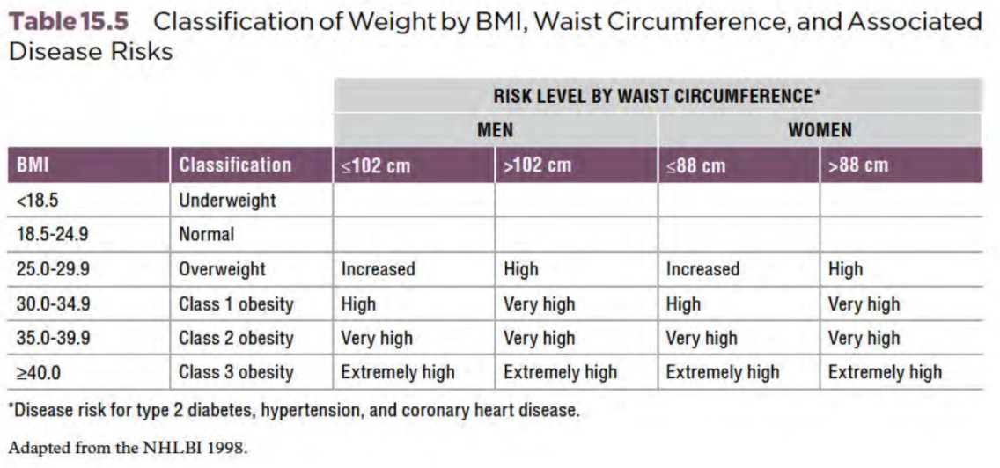 Table 15.5 Classification of Weight by BMI, Waist Circumference, and Associated
Disease Risks
RISK LEVEL BY WAIST CIRCUMFERENCE*
MEN WOMEN
BMI Classification ≤102 cm >102 cm ≤88 cm >88 cm
<18.5 Underweight
18.5-24.9 Normal
25.0-29.9 Overweight Increased High Increased High
30.0-34.9 Class 1 obesity High Very high High Very high
35.0-39.9 Class 2 obesity Very high Very high Very high Very high
≥40.0 Class 3 obesity Extremely high Extremely high Extremely high Extremely high
*Disease risk for type 2 diabetes, hypertension, and coronary heart disease.
Adapted from the NHLBI 1998.